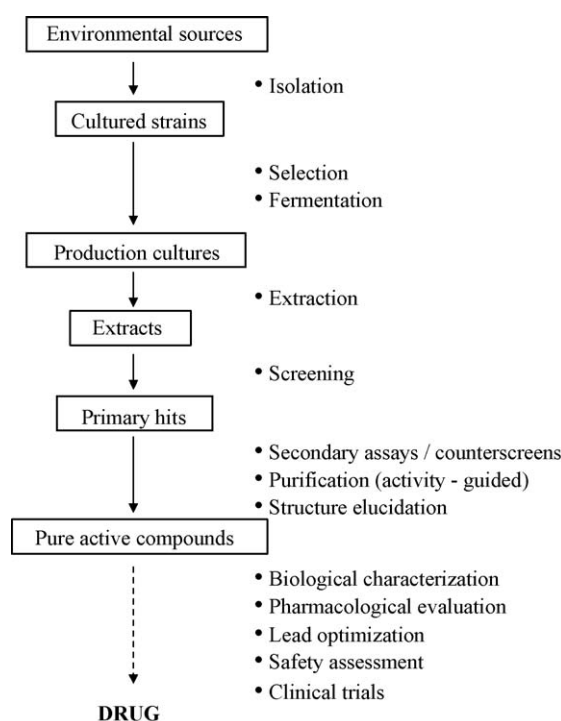 Environmental sources
• Isolation
Cultured strains
• Selection
• Fermentation
Production cultures
• Extraction
Extracts
• Screening
Primary hits
• Secondary assays / counterscreens
• Purification (activity - guided)
• Structure elucidation
Pure active compounds
• Biological characterization
• Pharmacological evaluation
• Lead optimization
• Safety assessment
• Clinical trials
DRUG